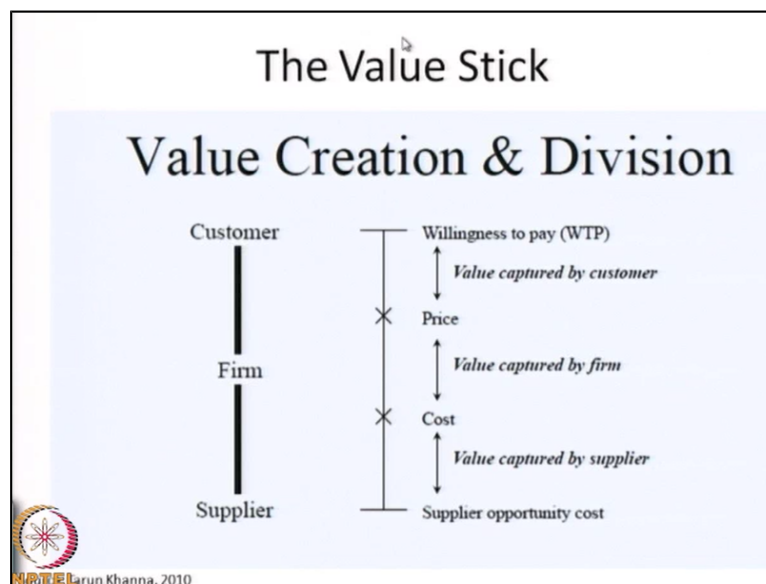 The Value Stick
Value Creation & Division
Customer
Firm
Supplier
Willingness to pay (WTP)
Value captured by customer
Price
Value captured by firm
Cost
Value captured by supplier
Supplier opportunity cost
NPTEL
Tarun Khanna, 2010